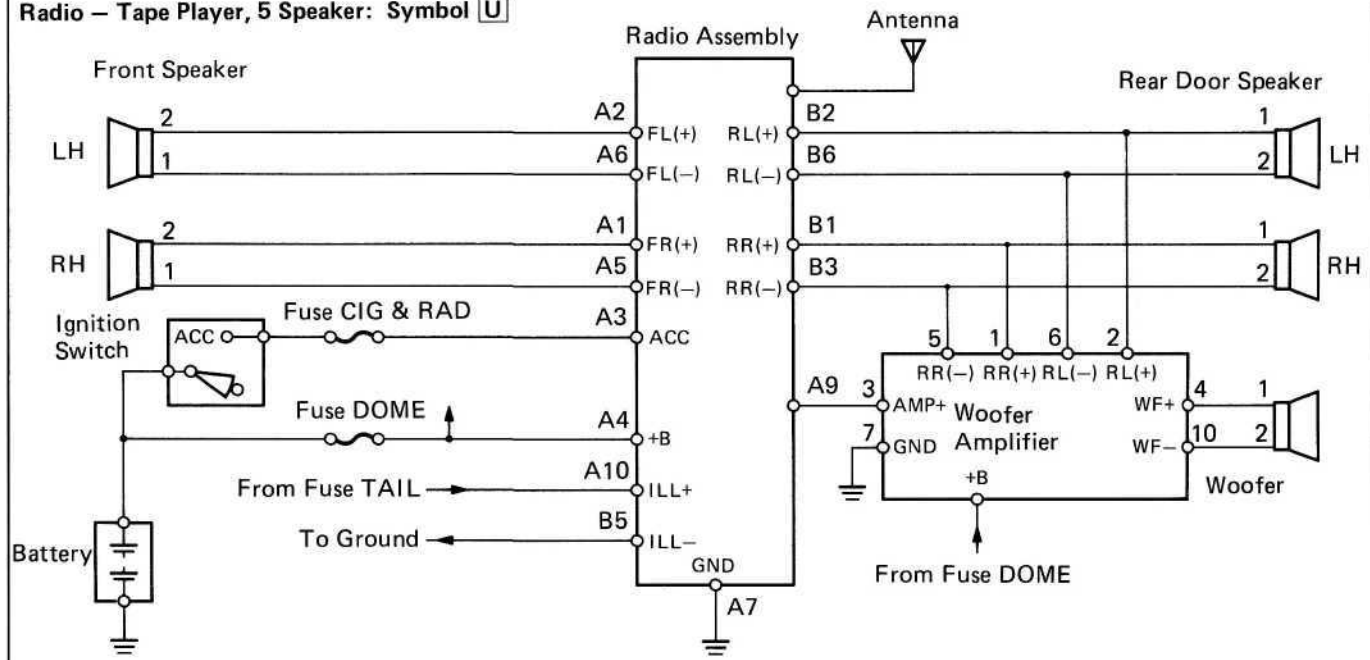 Radio – Tape Player, 5 Speaker: Symbol U
Antenna
Radio Assembly
Front Speaker
Rear Door Speaker
LH
2
1
A2
A6
FL(+)
FL(–)
RL(+)
RL(–)
B2
B6
1
2
LH
RH
2
1
A1
A5
FR(+)
FR(–)
RR(+)
RR(–)
B1
B3
1
2
RH
Ignition
Switch
ACC
Fuse CIG & RAD
A3
ACC
Fuse DOME
A4
+B
From Fuse TAIL
A10
ILL+
To Ground
B5
ILL–
Battery
GND
A7
A9
5
1
6
2
RR(–) RR(+) RL(–) RL(+)
3
AMP+
7
GND
Woofer
Amplifier
WF+
4
WF–
10
1
2
Woofer
+B
From Fuse DOME